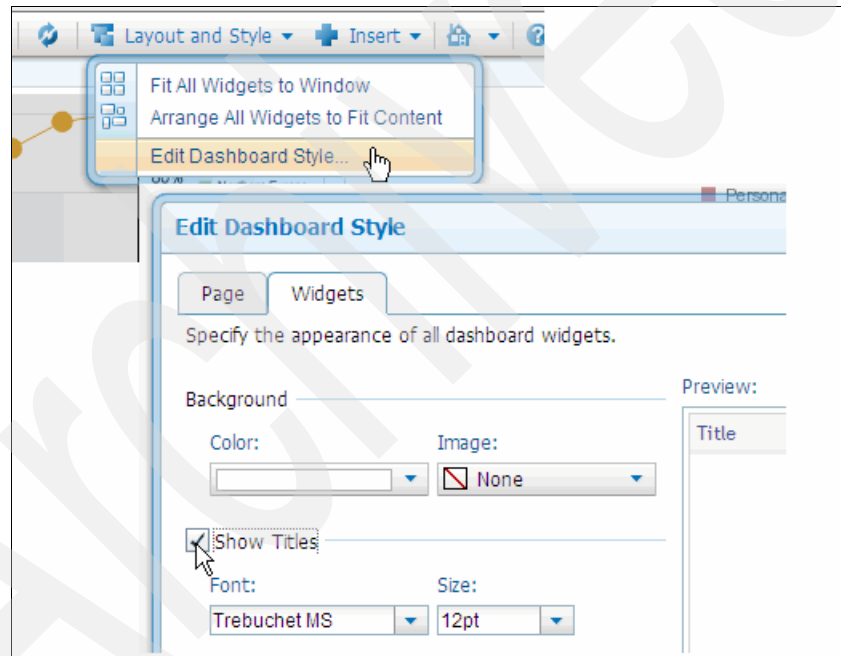 Layout and Style Insert
Fit All Widgets to Window
Arrange All Widgets to Fit Content
Edit Dashboard Style...
Persona
Edit Dashboard Style
Page Widgets
Specify the appearance of all dashboard widgets.
Background
Preview:
Color: Image:
Title
None
Show Titles
Font: Size:
Trebuchet MS 12pt